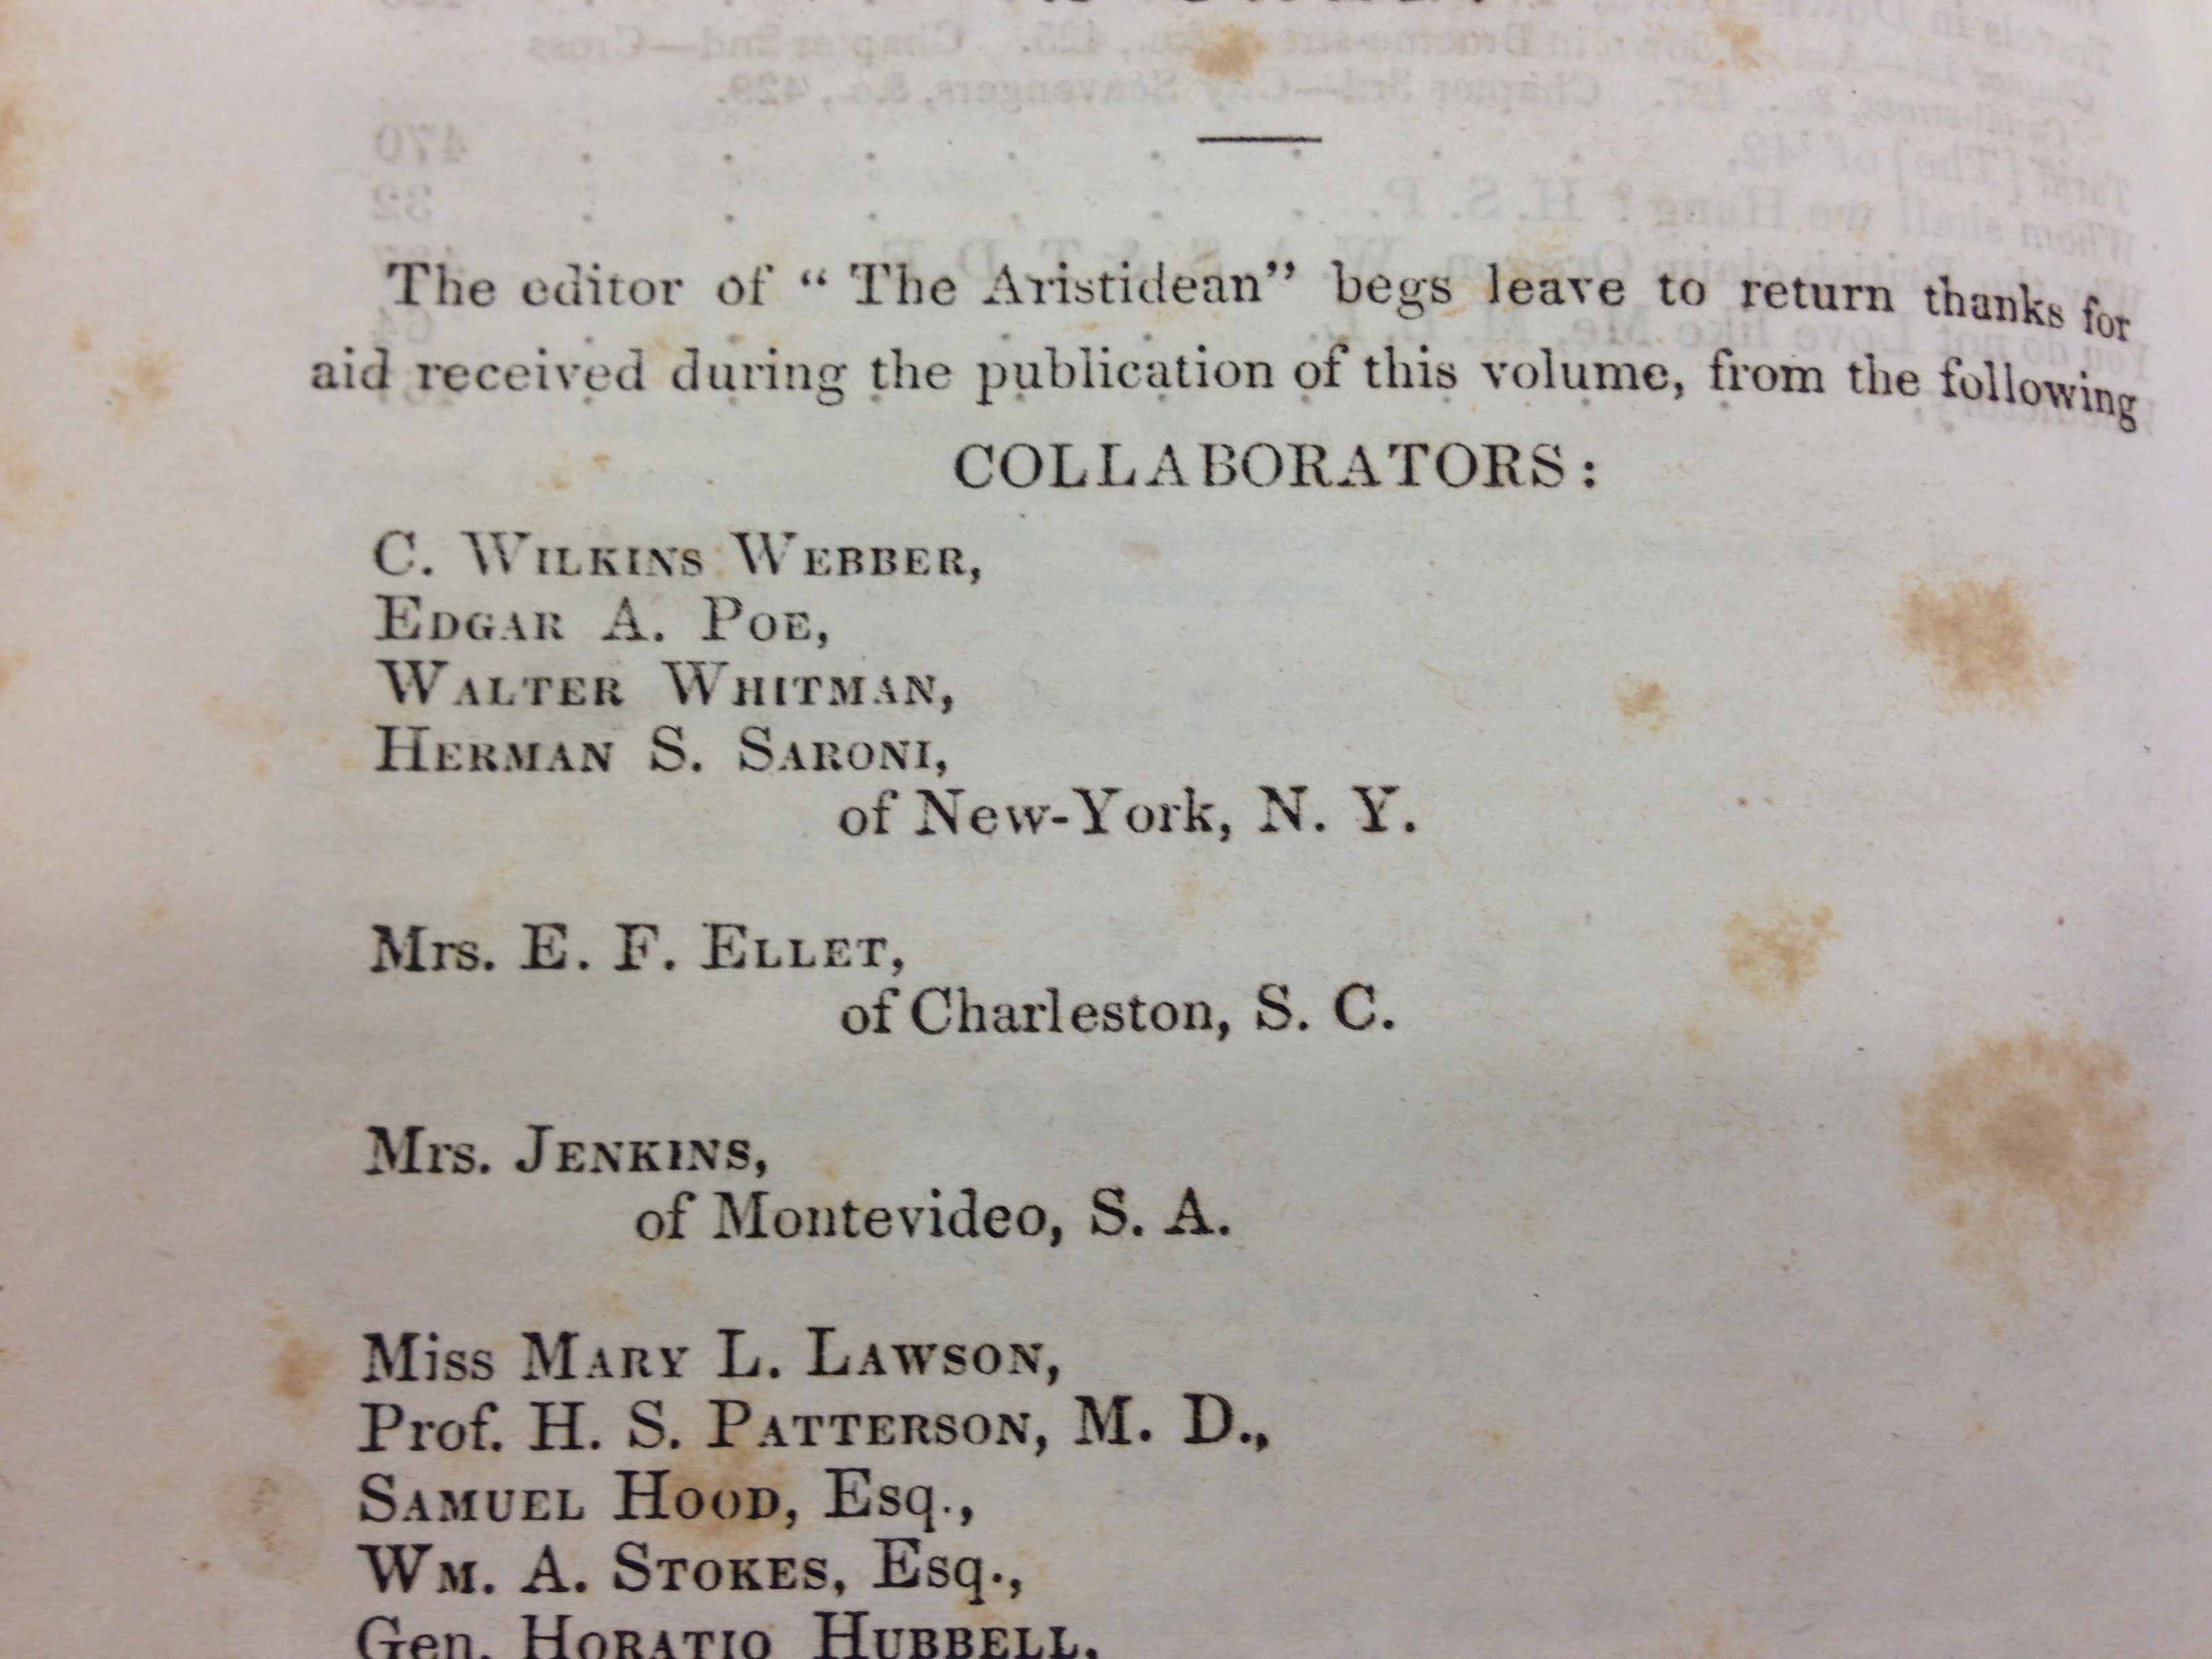 The editor of “The Aristidean” begs leave to return thanks for
aid received during the publication of this volume, from the following
COLLABORATORS:
C. WILKINS WEBBER,
EDGAR A. POE,
WALTER WHITMAN,
HERMAN S. SARONI,
of New-York, N. Y.
Mrs. E. F. ELLET,
of Charleston, S. C.
Mrs. JENKINS,
of Montevideo, S. A.
Miss MARY L. LAWSON,
Prof. H. S. PATTERSON, M. D.,
SAMUEL HOOD, Esq.,
WM. A. STOKES, Esq.,
Gen. HORATIO HUBBELL,